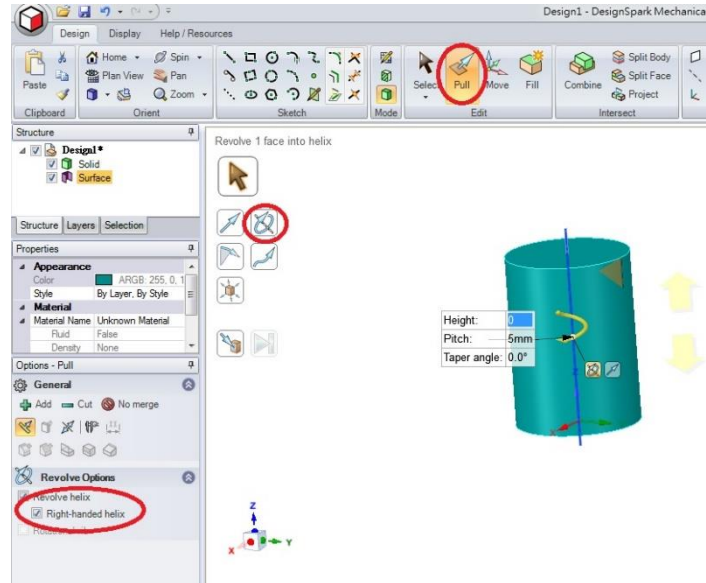 Design1 - DesignSpark Mechanica
Design Display Help / Resources
Home Spin
Plan View Pan
Zoom
Paste
Select Pull Move Fill
Combine
Split Body
Split Face
Project
Clipboard Orient Sketch Mode Edit Intersect
Structure
Design1*
Solid
Surface
Structure Layers Selection
Properties
Appearance
Color ARGB: 255, 0, 1
Style By Layer, By Style
Material
Material Name Unknown Material
Fluid False
Density None
Options - Pull
General
Add Cut No merge
Revolve Options
Revolve helix
Right-handed helix
Revolve 1 face into helix
Height: 0
Pitch: 5mm
Taper angle: 0.0°
Z
X
Z
X Y